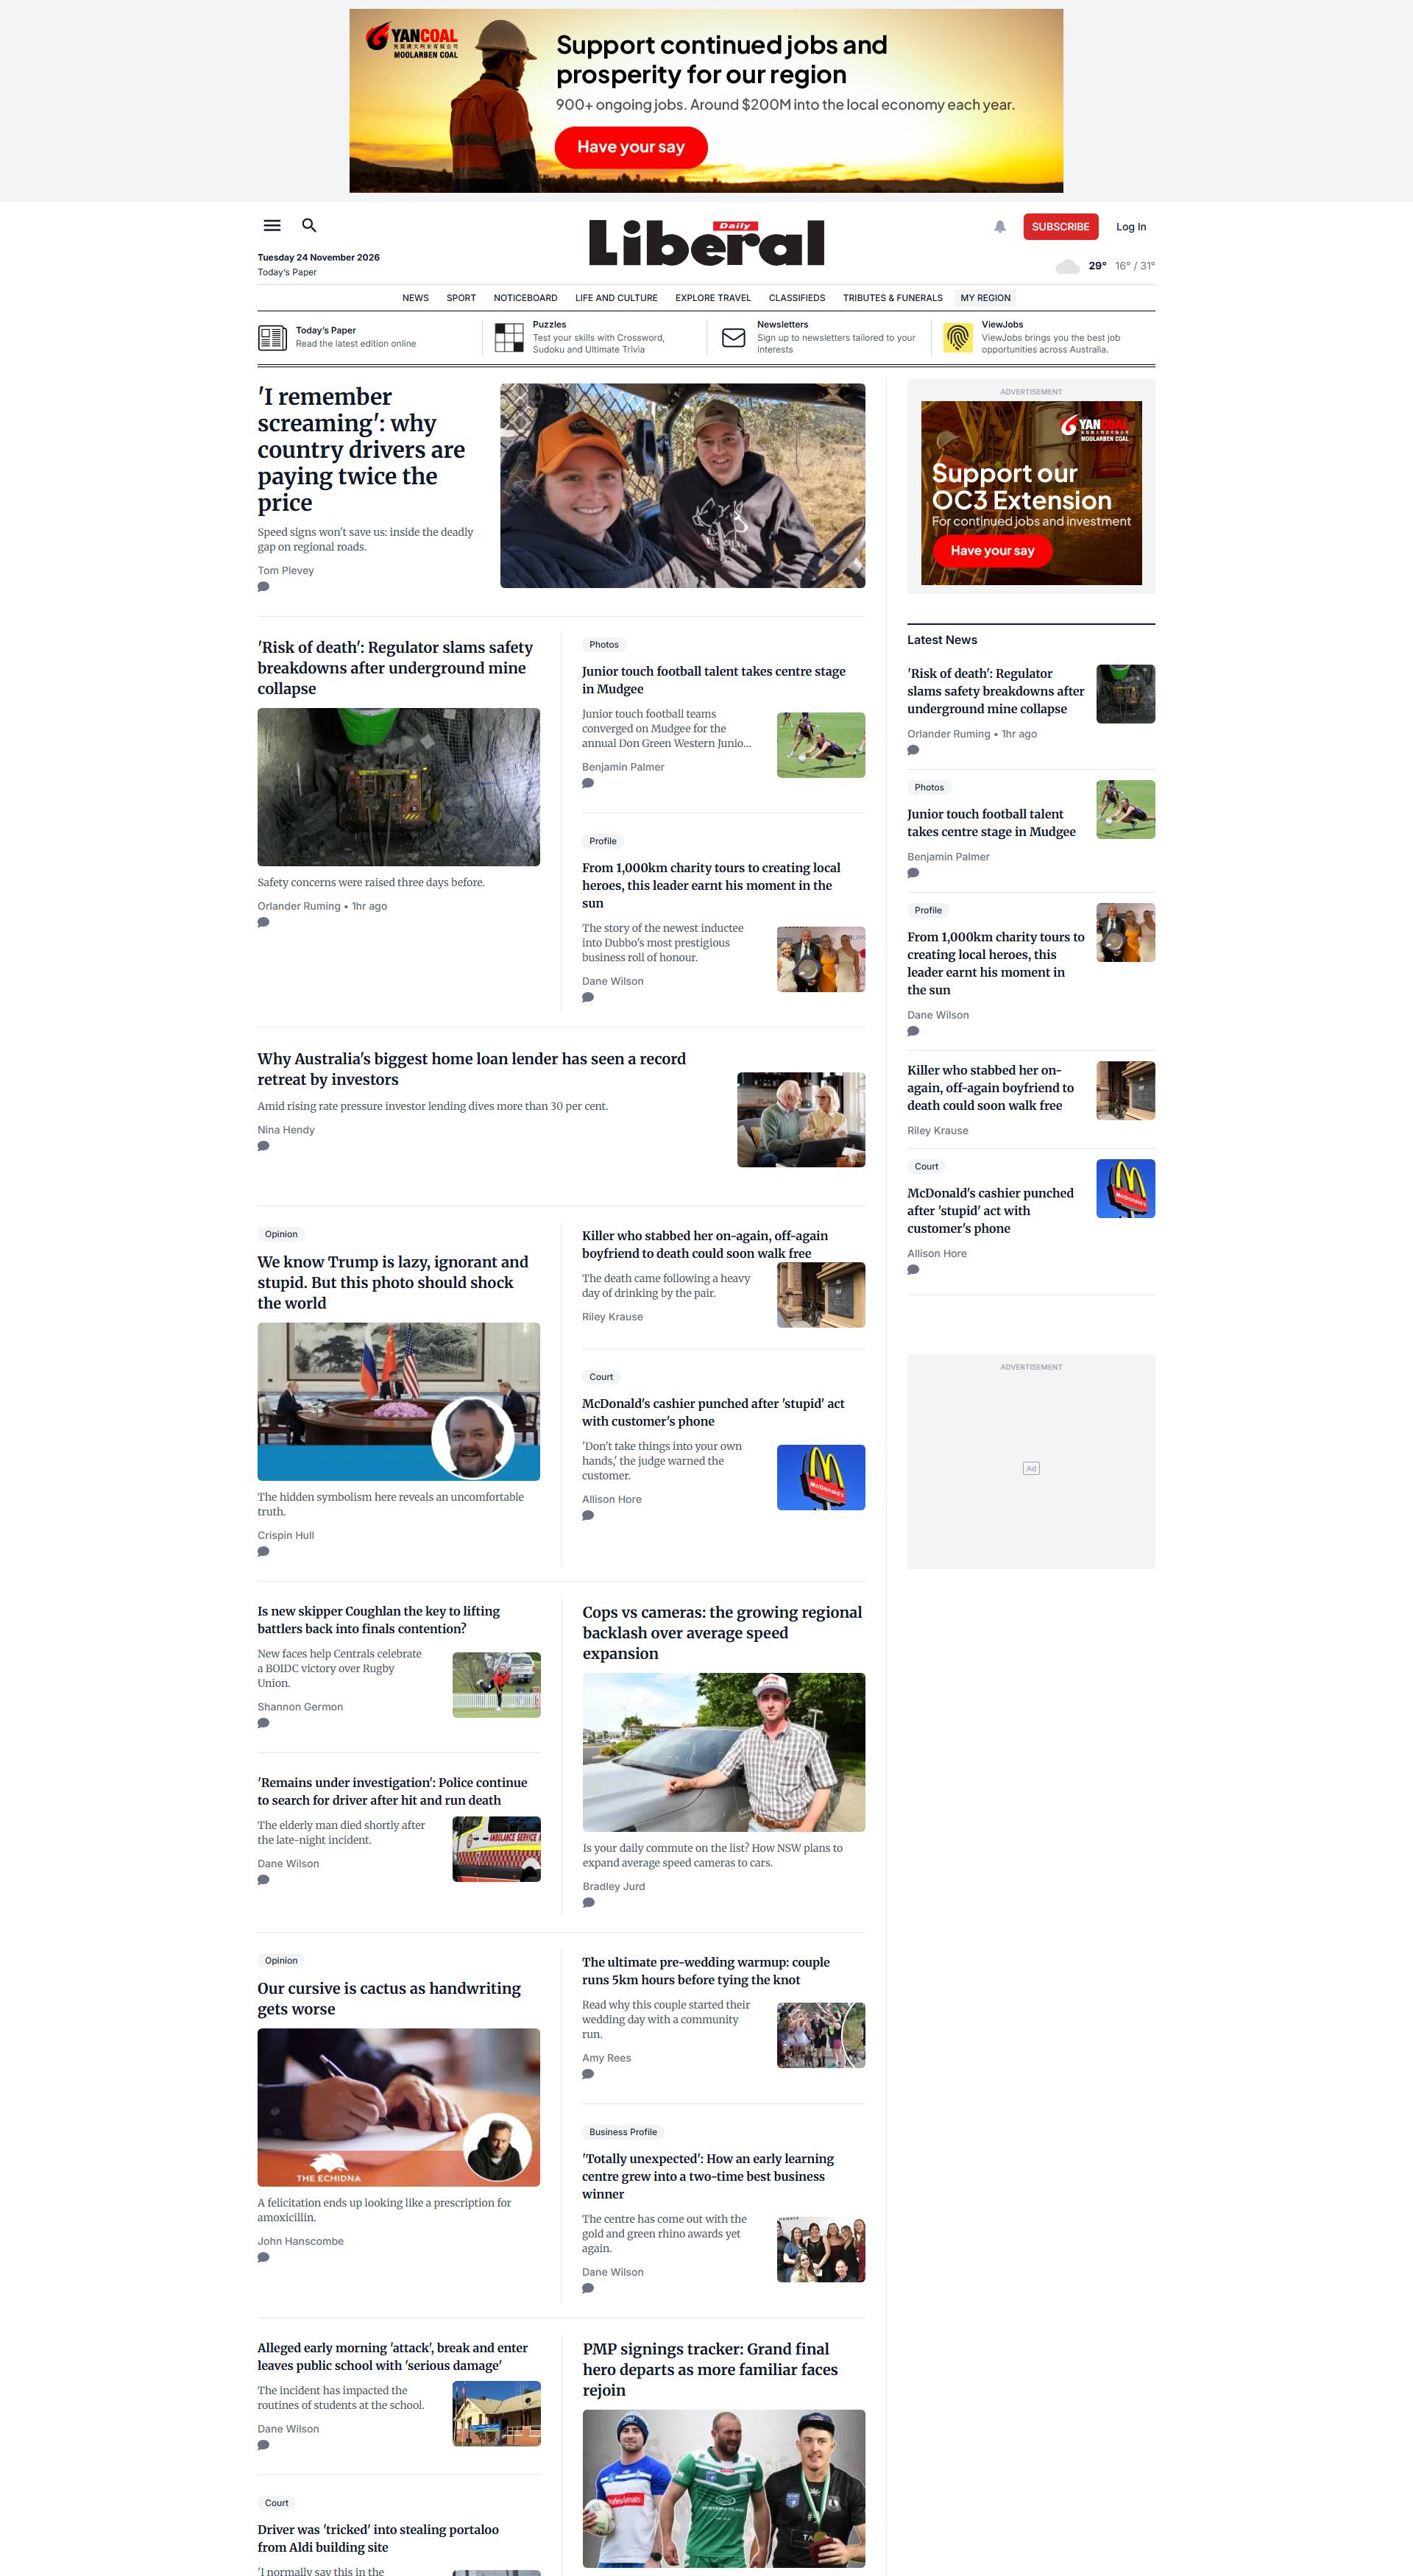 YANCOAL
MOOLARBEN COAL
Support continued jobs and
prosperity for our region
900+ ongoing jobs. Around $200M into the local economy each year.
Have your say
Daily
Liberal
SUBSCRIBE
Log In
Tuesday 24 November 2026
Today's Paper
29° 16° / 31°
NEWS SPORT NOTICEBOARD LIFE AND CULTURE EXPLORE TRAVEL CLASSIFIEDS TRIBUTES & FUNERALS MY REGION
Today's Paper
Read the latest edition online
Puzzles
Test your skills with Crossword,
Sudoku and Ultimate Trivia
Newsletters
Sign up to newsletters tailored to your
interests
ViewJobs
ViewJobs brings you the best job
opportunities across Australia.
'I remember
screaming': why
country drivers are
paying twice the
price
Speed signs won't save us: inside the deadly
gap on regional roads.
Tom Plevey
'Risk of death': Regulator slams safety
breakdowns after underground mine
collapse
Safety concerns were raised three days before.
Orlander Ruming • 1hr ago
Photos
Junior touch football talent takes centre stage
in Mudgee
Junior touch football teams
converged on Mudgee for the
annual Don Green Western Junio...
Benjamin Palmer
Profile
From 1,000km charity tours to creating local
heroes, this leader earnt his moment in the
sun
The story of the newest inductee
into Dubbo's most prestigious
business roll of honour.
Dane Wilson
Why Australia's biggest home loan lender has seen a record
retreat by investors
Amid rising rate pressure investor lending dives more than 30 per cent.
Nina Hendy
Opinion
We know Trump is lazy, ignorant and
stupid. But this photo should shock
the world
The hidden symbolism here reveals an uncomfortable
truth.
Crispin Hull
Killer who stabbed her on-again, off-again
boyfriend to death could soon walk free
The death came following a heavy
day of drinking by the pair.
Riley Krause
Court
McDonald's cashier punched after 'stupid' act
with customer's phone
'Don't take things into your own
hands,' the judge warned the
customer.
Allison Hore
McDonald's
Is new skipper Coughlan the key to lifting
battlers back into finals contention?
New faces help Centrals celebrate
a BOIDC victory over Rugby
Union.
Shannon Germon
'Remains under investigation': Police continue
to search for driver after hit and run death
The elderly man died shortly after
the late-night incident.
Dane Wilson
AMBULANCE SERVICE
Cops vs cameras: the growing regional
backlash over average speed
expansion
Is your daily commute on the list? How NSW plans to
expand average speed cameras to cars.
Bradley Jurd
Opinion
Our cursive is cactus as handwriting
gets worse
THE ECHIDNA
A felicitation ends up looking like a prescription for
amoxicillin.
John Hanscombe
The ultimate pre-wedding warmup: couple
runs 5km hours before tying the knot
Read why this couple started their
wedding day with a community
run.
Amy Rees
Business Profile
'Totally unexpected': How an early learning
centre grew into a two-time best business
winner
The centre has come out with the
gold and green rhino awards yet
again.
Dane Wilson
Alleged early morning 'attack', break and enter
leaves public school with 'serious damage'
The incident has impacted the
routines of students at the school.
Dane Wilson
Court
Driver was 'tricked' into stealing portaloo
from Aldi building site
'I normally say this in the
PMP signings tracker: Grand final
hero departs as more familiar faces
rejoin
Professionals
ADVERTISEMENT
YANCOAL
MOOLARBEN COAL
Support our
OC3 Extension
For continued jobs and investment
Have your say
Latest News
'Risk of death': Regulator
slams safety breakdowns after
underground mine collapse
Orlander Ruming • 1hr ago
Photos
Junior touch football talent
takes centre stage in Mudgee
Benjamin Palmer
Profile
From 1,000km charity tours to
creating local heroes, this
leader earnt his moment in
the sun
Dane Wilson
Killer who stabbed her on-
again, off-again boyfriend to
death could soon walk free
Riley Krause
Court
McDonald's cashier punched
after 'stupid' act with
customer's phone
Allison Hore
McDonald's
ADVERTISEMENT
Ad